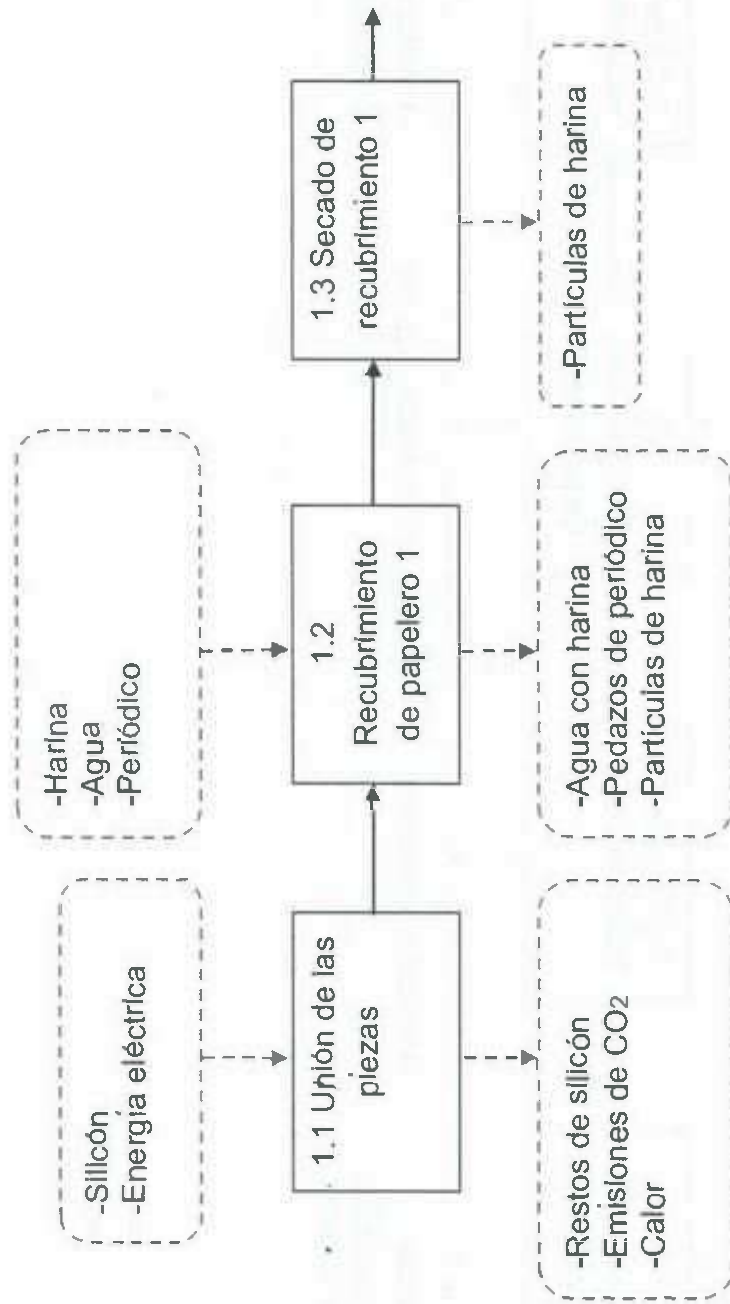 -Silicón
-Energía eléctrica
-Harina
-Agua
-Periódico
1.1 Unión de las
piezas
1.2
Recubrimiento
de papelero 1
1.3 Secado de
recubrimiento 1
-Restos de silicón
-Emisiones de CO2
-Calor
-Agua con harina
-Pedazos de periódico
-Partículas de harina
-Partículas de harina